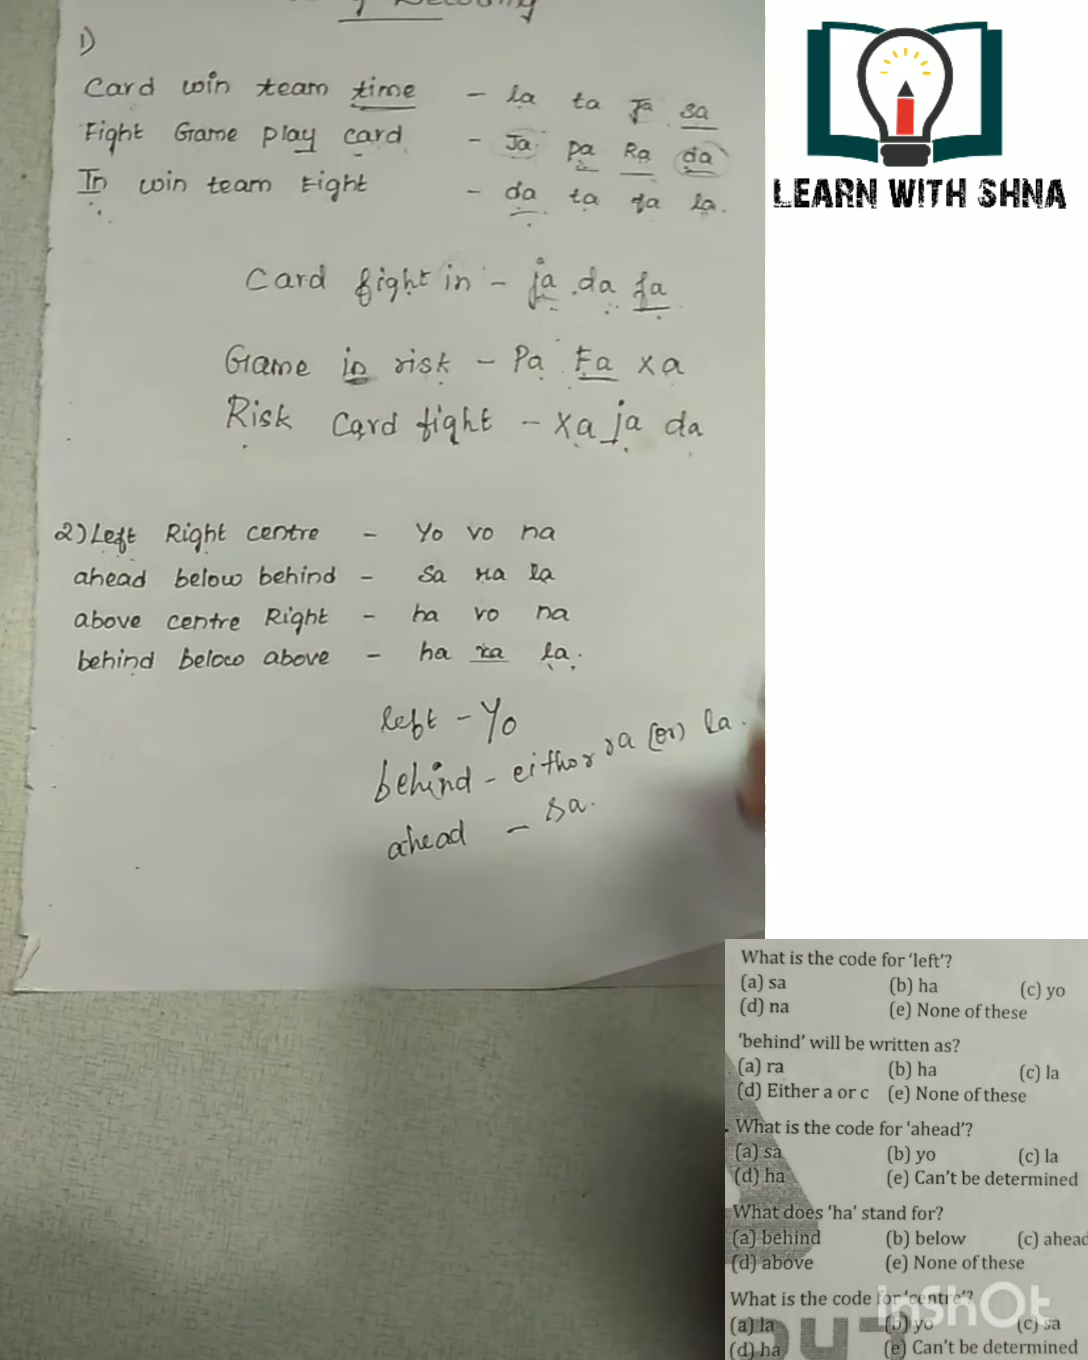 1)
Card win team time - la ta Ja sa
Fight Game play card - Ja Pa Ra da
In win team Fight - da ta fa la.
Card fight in - ja da fa
Game in risk - Pa Fa xa
Risk Card fight - xa ja da
2) Left Right centre - Yo vo na
ahead below behind - Sa ra la
above centre Right - ha vo na
behind below above - ha ra la.
left - Yo
behind - either ra (or) la.
ahead - sa.
LEARN WITH SHNA
What is the code for 'left'?
(a) sa (b) ha (c) yo
(d) na (e) None of these
'behind' will be written as?
(a) ra (b) ha (c) la
(d) Either a or c (e) None of these
What is the code for 'ahead'?
(a) sa (b) yo (c) la
(d) ha (e) Can't be determined
What does 'ha' stand for?
(a) behind (b) below (c) ahead
(d) above (e) None of these
What is the code for 'centre'?
(a) la (b) yo (c) sa
(d) ha (e) Can't be determined
InShOt